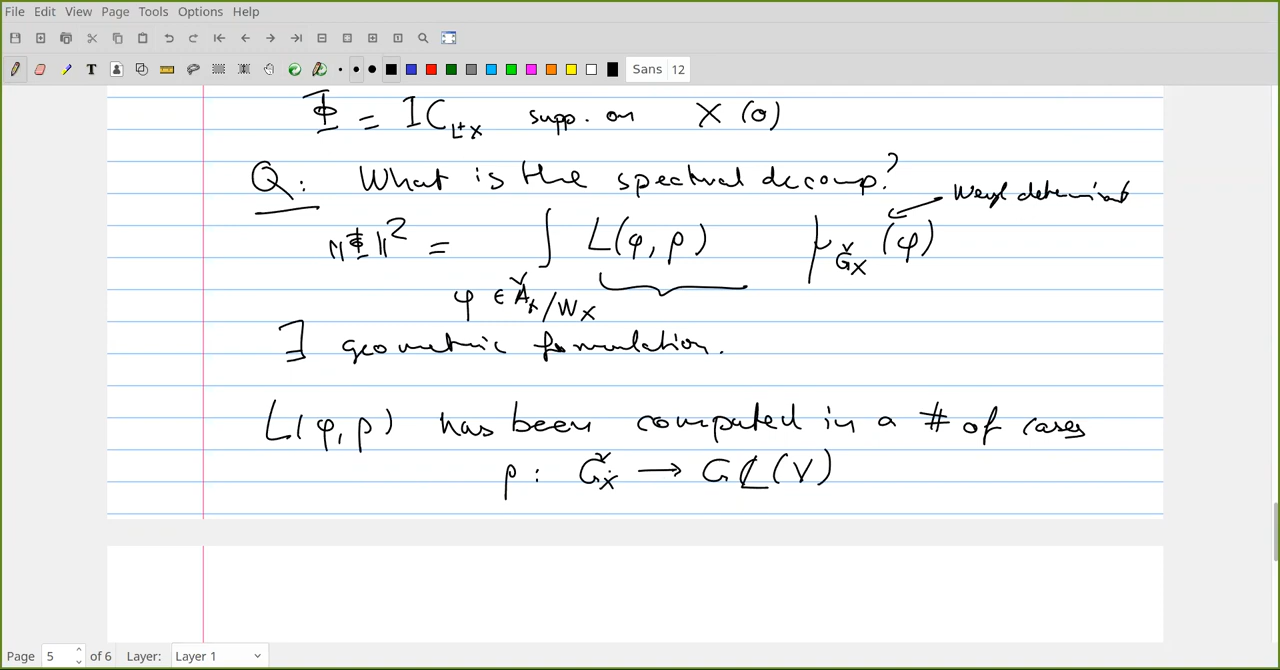 File Edit View Page Tools Options Help
Sans 12
Φ = IC_{L⁺X} supp. on X(O)
Q: What is the spectral decomp.?
Weyl determinant
||Φ||² = ∫ L(φ, ρ) μ_{Ǧ_X}(φ)
φ ∈ Ǎ_X/W_X
∃ geometric formulation.
L(φ, ρ) has been computed in a # of cases
ρ: Ǧ_X → GL(V)
Page 5 of 6 Layer: Layer 1